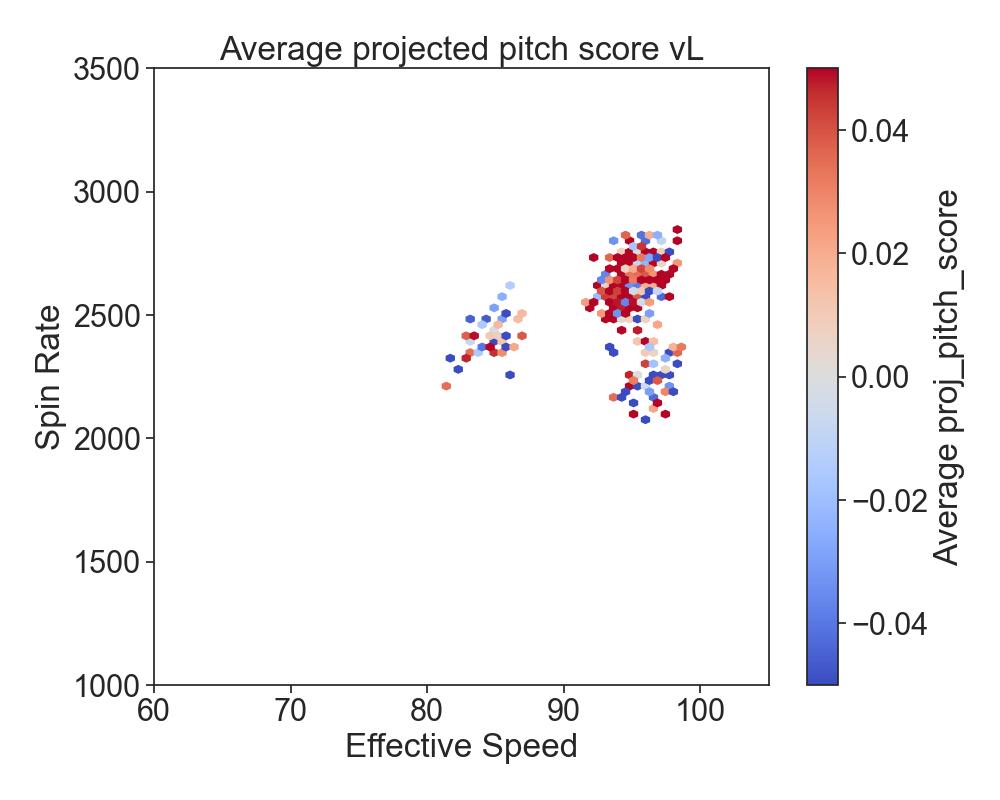 Average projected pitch score vL
3500
3000
2500
2000
1500
1000
Spin Rate
60 70 80 90 100
Effective Speed
0.04
0.02
0.00
−0.02
−0.04
Average proj_pitch_score